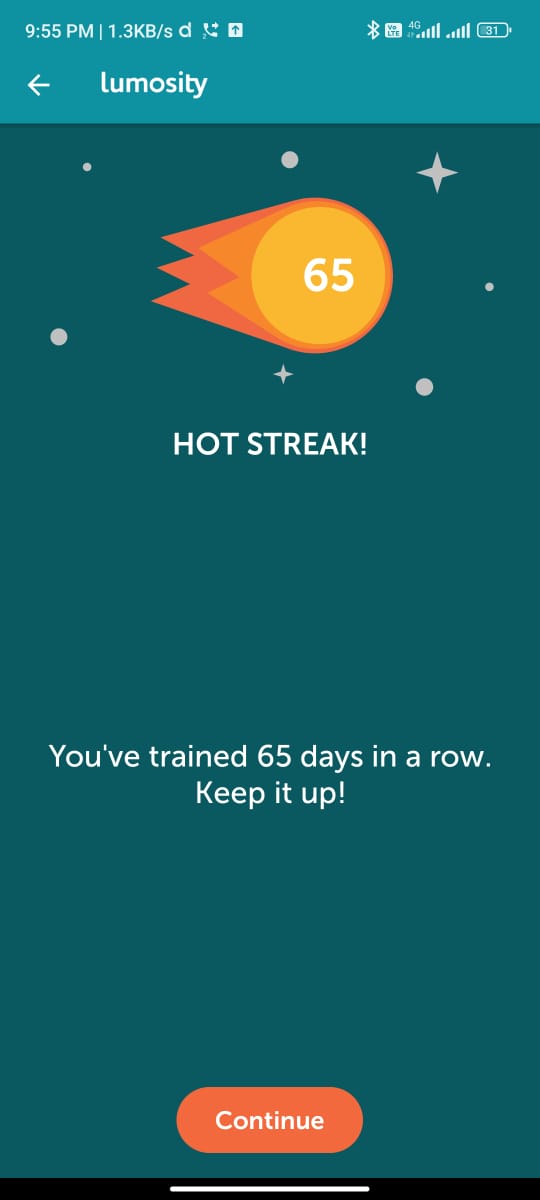 9:55 PM | 1.3KB/s d 2 Vo LTE 4G 31
lumosity
65
HOT STREAK!
You've trained 65 days in a row.
Keep it up!
Continue